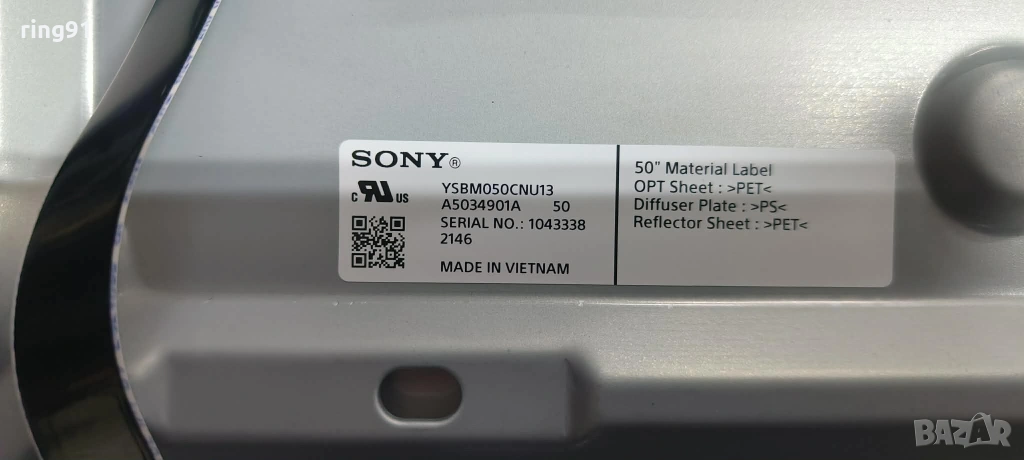 ring91
SONY®
C UR US
YSBM050CNU13
A5034901A 50
SERIAL NO.: 1043338
2146
MADE IN VIETNAM
50" Material Label
OPT Sheet : >PET<
Diffuser Plate : >PS<
Reflector Sheet : >PET<
BAZAR